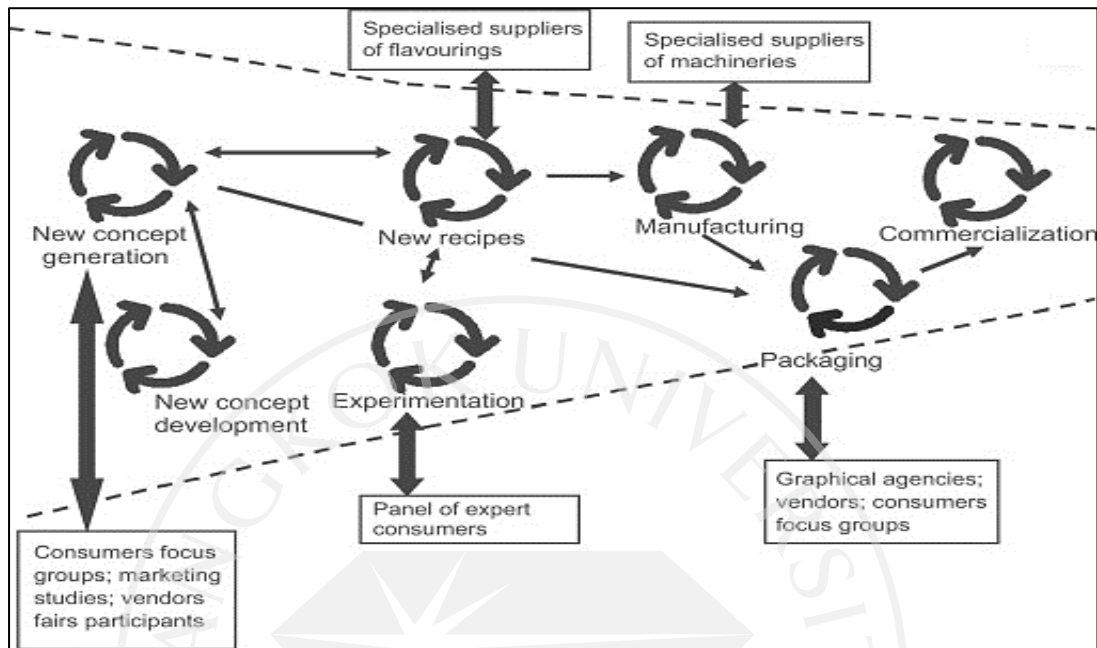 Specialised suppliers
of flavourings
Specialised suppliers
of machineries
New concept
generation
New recipes
Manufacturing
Commercialization
New concept
development
Experimentation
Packaging
Consumers focus
groups; marketing
studies; vendors
fairs participants
Panel of expert
consumers
Graphical agencies;
vendors; consumers
focus groups
ANGKOK UNIVERSIT